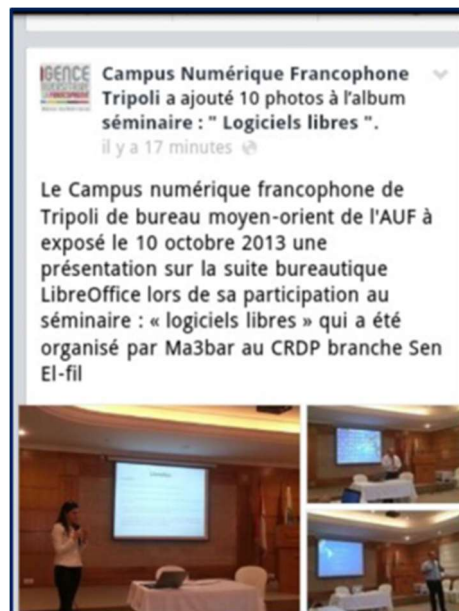 IGENCE
Campus Numérique Francophone
Tripoli a ajouté 10 photos à l'album
séminaire : " Logiciels libres ".
il y a 17 minutes
Le Campus numérique francophone de
Tripoli de bureau moyen-orient de l'AUF à
exposé le 10 octobre 2013 une
présentation sur la suite bureautique
LibreOffice lors de sa participation au
séminaire : « logiciels libres » qui a été
organisé par Ma3bar au CRDP branche Sen
El-fil